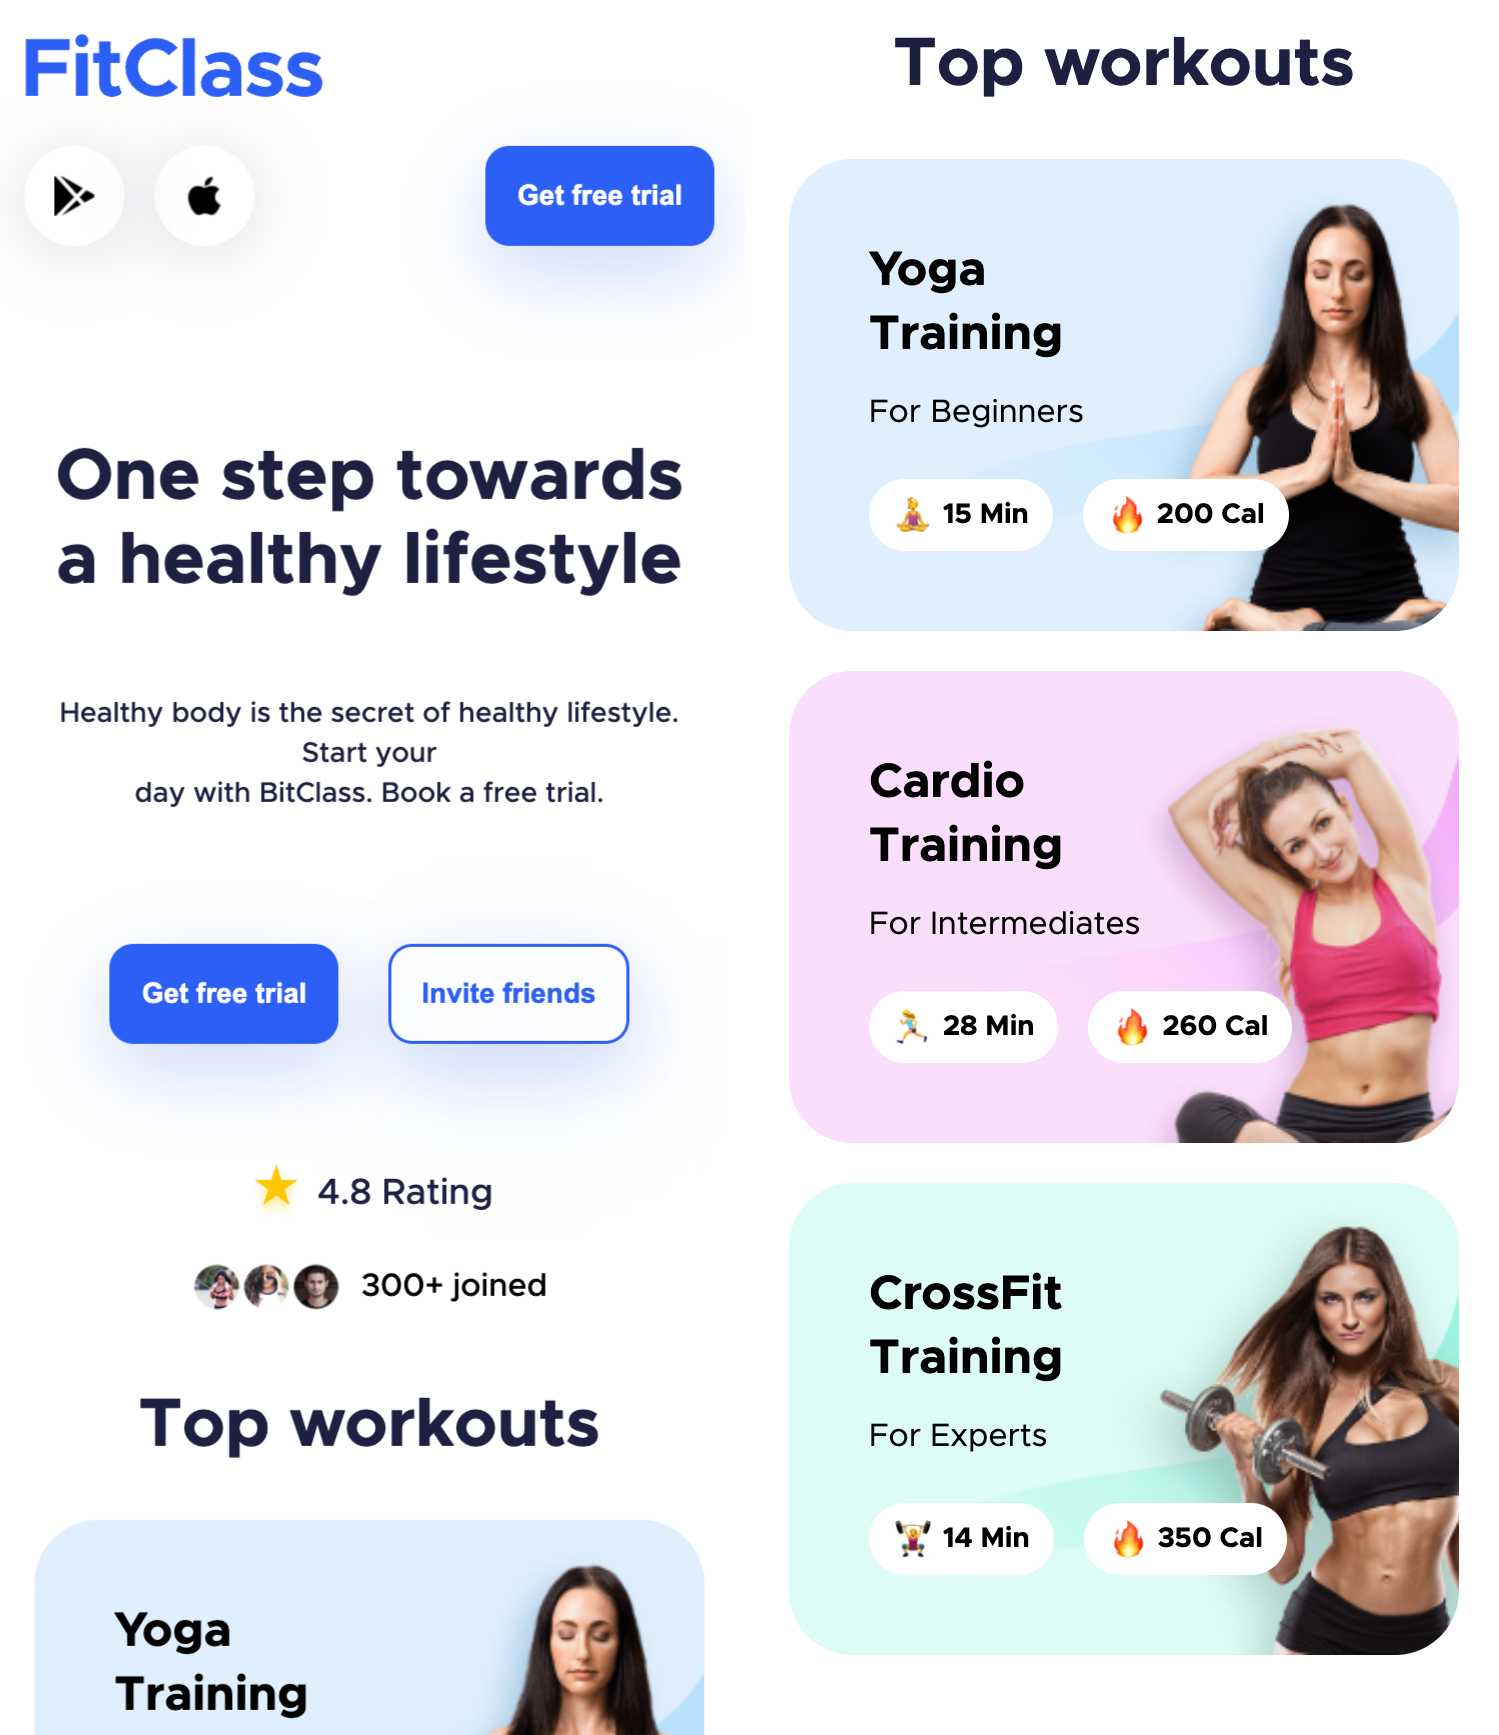 FitClass
Get free trial
One step towards
a healthy lifestyle
Healthy body is the secret of healthy lifestyle.
Start your
day with BitClass. Book a free trial.
Get free trial
Invite friends
4.8 Rating
300+ joined
Top workouts
Yoga
Training
Top workouts
Yoga
Training
For Beginners
15 Min
200 Cal
Cardio
Training
For Intermediates
28 Min
260 Cal
CrossFit
Training
For Experts
14 Min
350 Cal